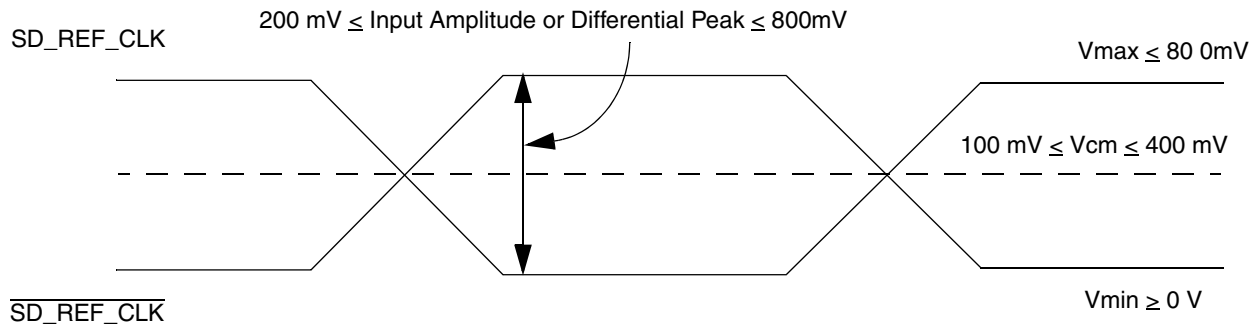 200 mV ≤ Input Amplitude or Differential Peak ≤ 800mV
SD_REF_CLK
Vmax ≤ 80 0mV
100 mV ≤ Vcm ≤ 400 mV
Vmin ≥ 0 V
SD_REF_CLK